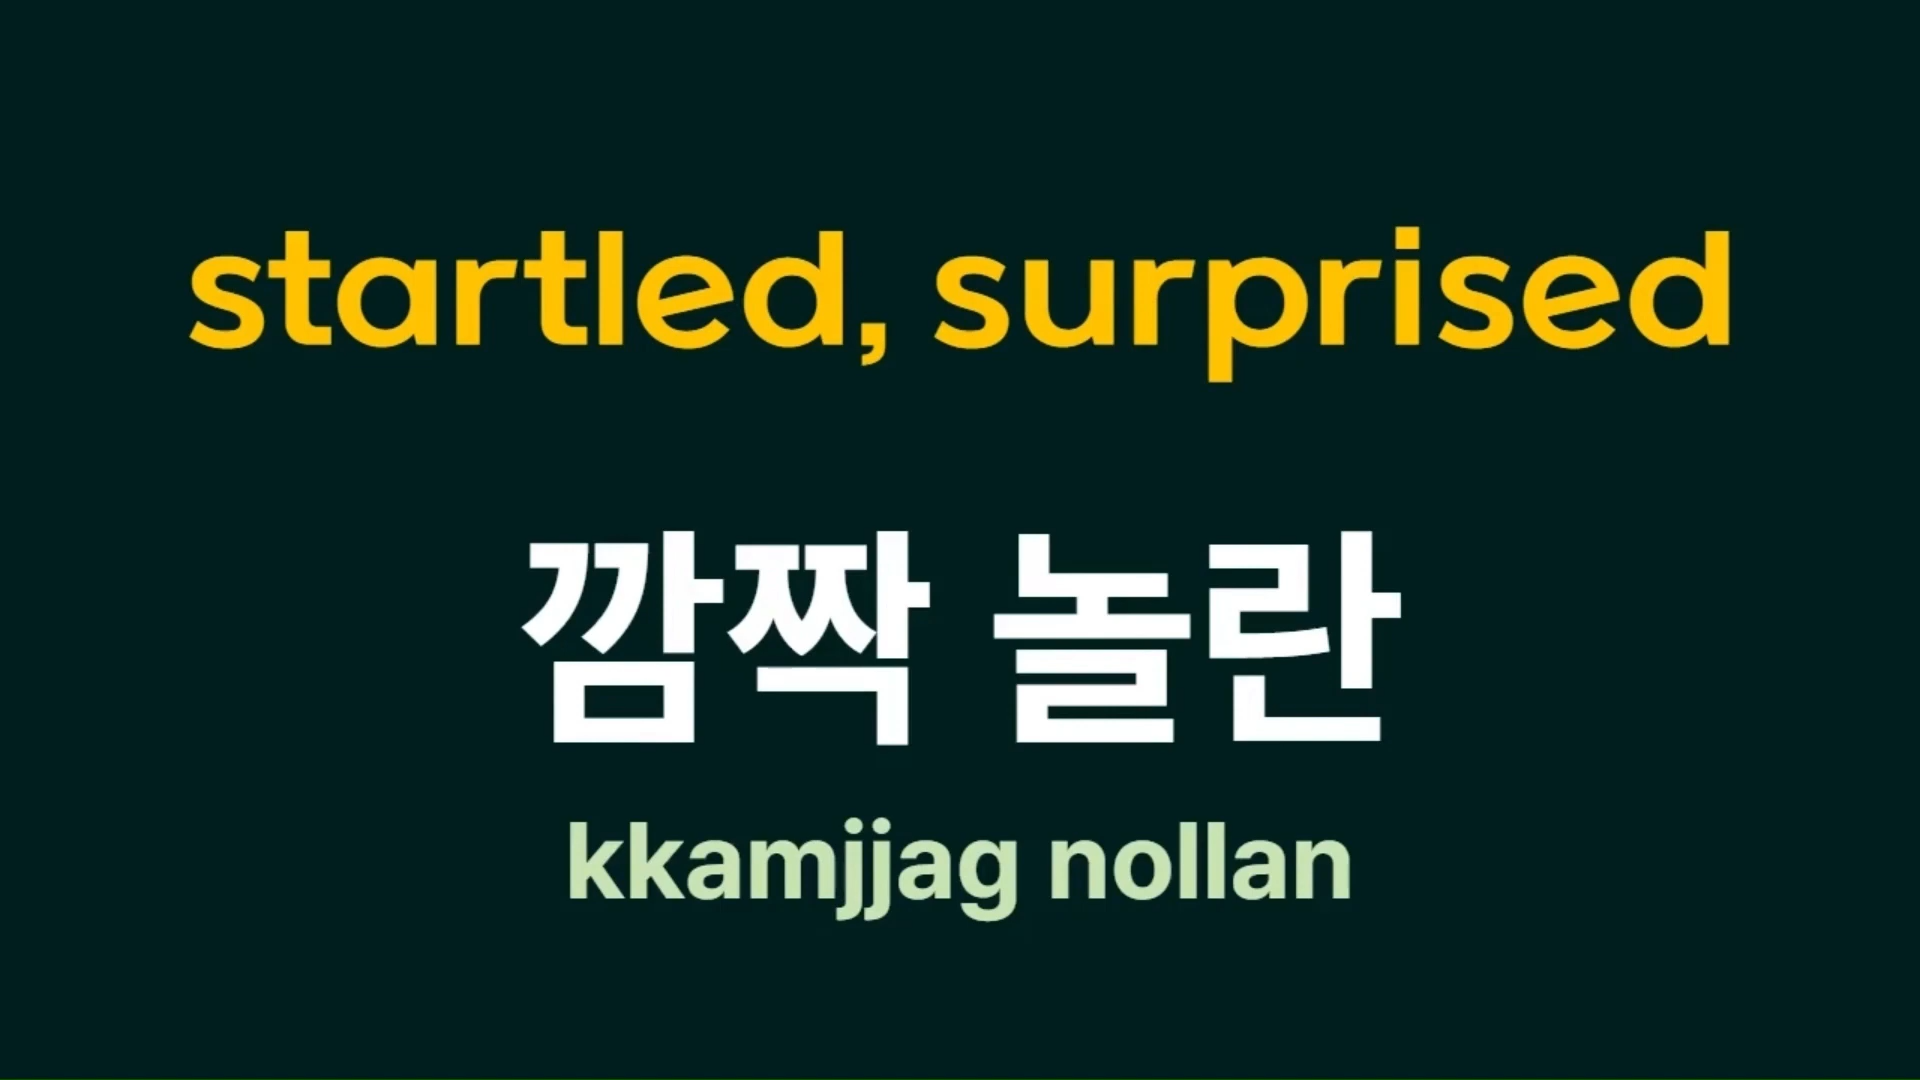 startled, surprised
깜짝 놀란
kkamjjag nollan